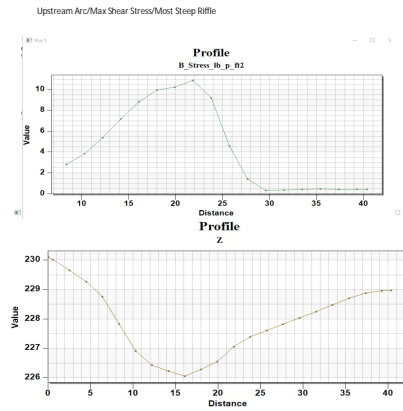 Upstream Arc/Max Shear Stress/Most Steep Riffle
Profile
B_Stress_lb_p_ft2
Value
10
8
6
4
2
0
10 15 20 25 30 35 40
Distance
Profile
Z
Value
230
229
228
227
226
0 5 10 15 20 25 30 35 40
Distance